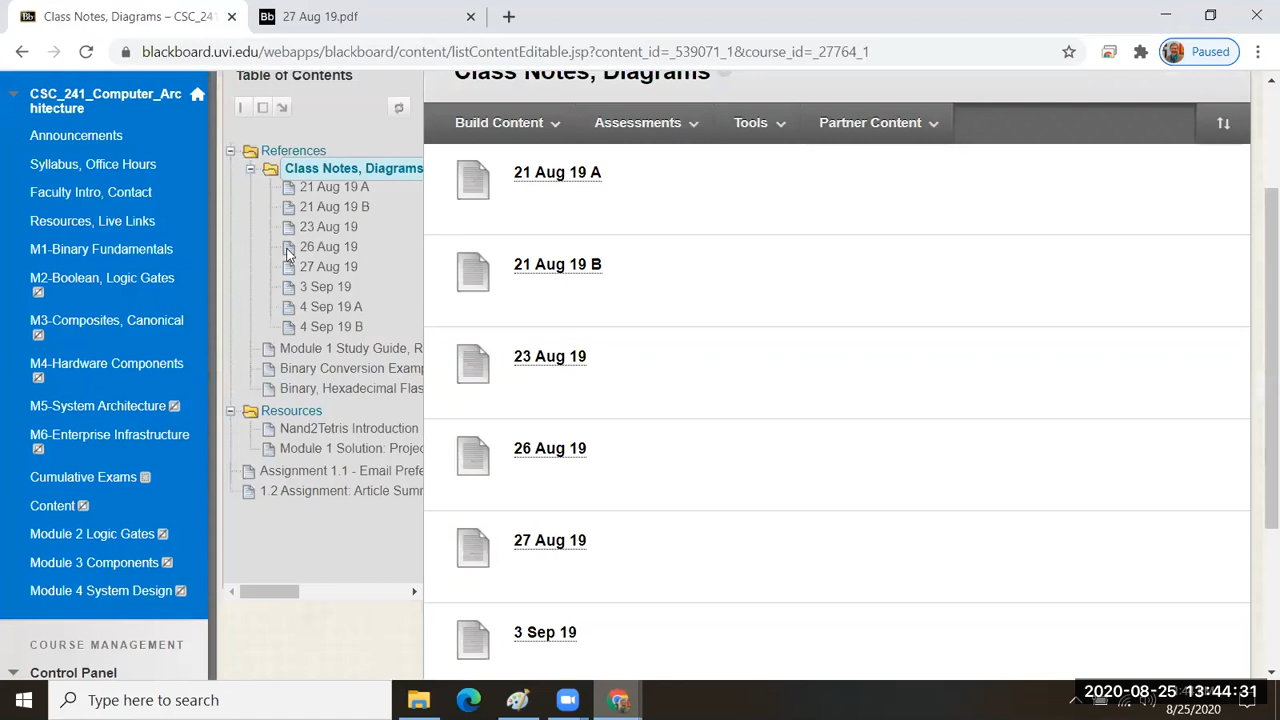 Class Notes, Diagrams – CSC_24
27 Aug 19.pdf
blackboard.uvi.edu/webapps/blackboard/content/listContentEditable.jsp?content_id=_539071_1&course_id=_27764_1
Paused
CSC_241_Computer_Arc
hitecture
Announcements
Syllabus, Office Hours
Faculty Intro, Contact
Resources, Live Links
M1-Binary Fundamentals
M2-Boolean, Logic Gates
M3-Composites, Canonical
M4-Hardware Components
M5-System Architecture
M6-Enterprise Infrastructure
Cumulative Exams
Content
Module 2 Logic Gates
Module 3 Components
Module 4 System Design
COURSE MANAGEMENT
Control Panel
Table of Contents
References
Class Notes, Diagrams
21 Aug 19 A
21 Aug 19 B
23 Aug 19
26 Aug 19
27 Aug 19
3 Sep 19
4 Sep 19 A
4 Sep 19 B
Module 1 Study Guide, R
Binary Conversion Examp
Binary, Hexadecimal Flas
Resources
Nand2Tetris Introduction
Module 1 Solution: Projec
Assignment 1.1 - Email Prefe
1.2 Assignment: Article Summ
Class Notes, Diagrams
Build Content
Assessments
Tools
Partner Content
21 Aug 19 A
21 Aug 19 B
23 Aug 19
26 Aug 19
27 Aug 19
3 Sep 19
Type here to search
2020-08-25 13:44:31
8/25/2020